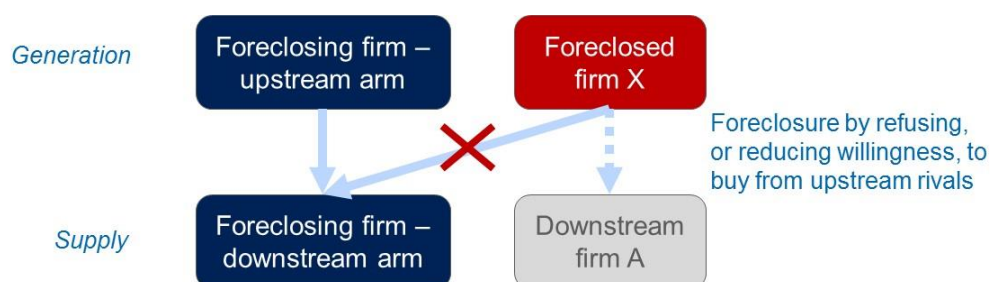 Generation
Foreclosing firm –
upstream arm
Foreclosed
firm X
Foreclosure by refusing,
or reducing willingness, to
buy from upstream rivals
Supply
Foreclosing firm –
downstream arm
Downstream
firm A